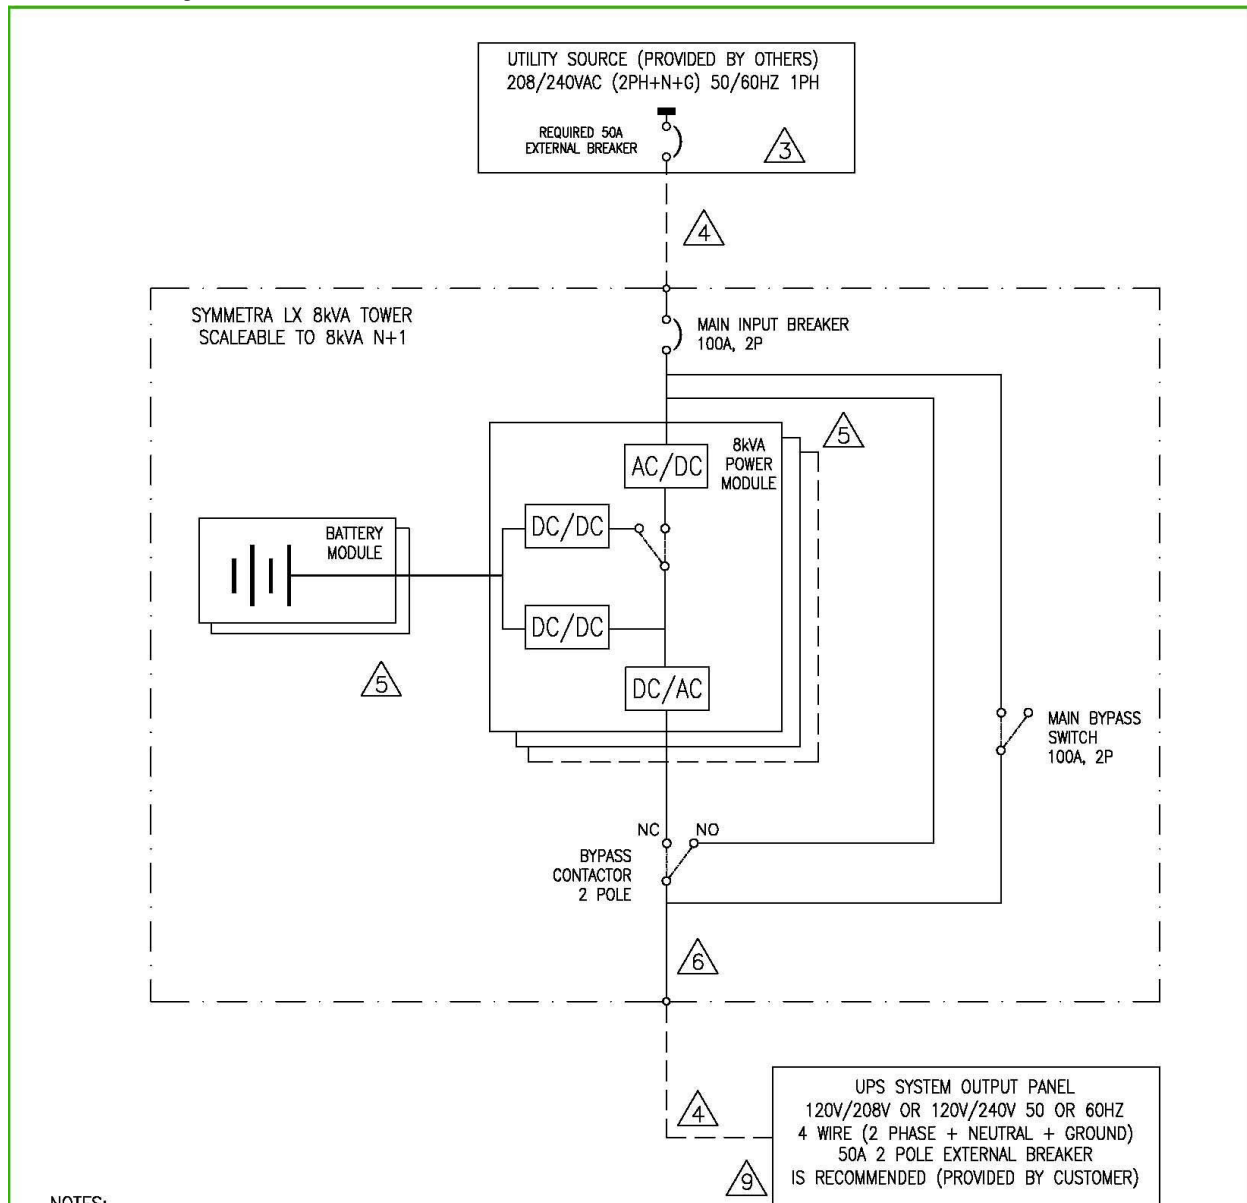 UTILITY SOURCE (PROVIDED BY OTHERS)
208/240VAC (2PH+N+G) 50/60HZ 1PH
REQUIRED 50A
EXTERNAL BREAKER
3
4
SYMMETRA LX 8kVA TOWER
SCALEABLE TO 8kVA N+1
MAIN INPUT BREAKER
100A, 2P
5
8kVA
POWER
MODULE
AC/DC
DC/DC
BATTERY
MODULE
DC/DC
5
DC/AC
MAIN BYPASS
SWITCH
100A, 2P
NC
NO
BYPASS
CONTACTOR
2 POLE
6
4
UPS SYSTEM OUTPUT PANEL
120V/208V OR 120V/240V 50 OR 60HZ
4 WIRE (2 PHASE + NEUTRAL + GROUND)
50A 2 POLE EXTERNAL BREAKER
IS RECOMMENDED (PROVIDED BY CUSTOMER)
9
NOTES: